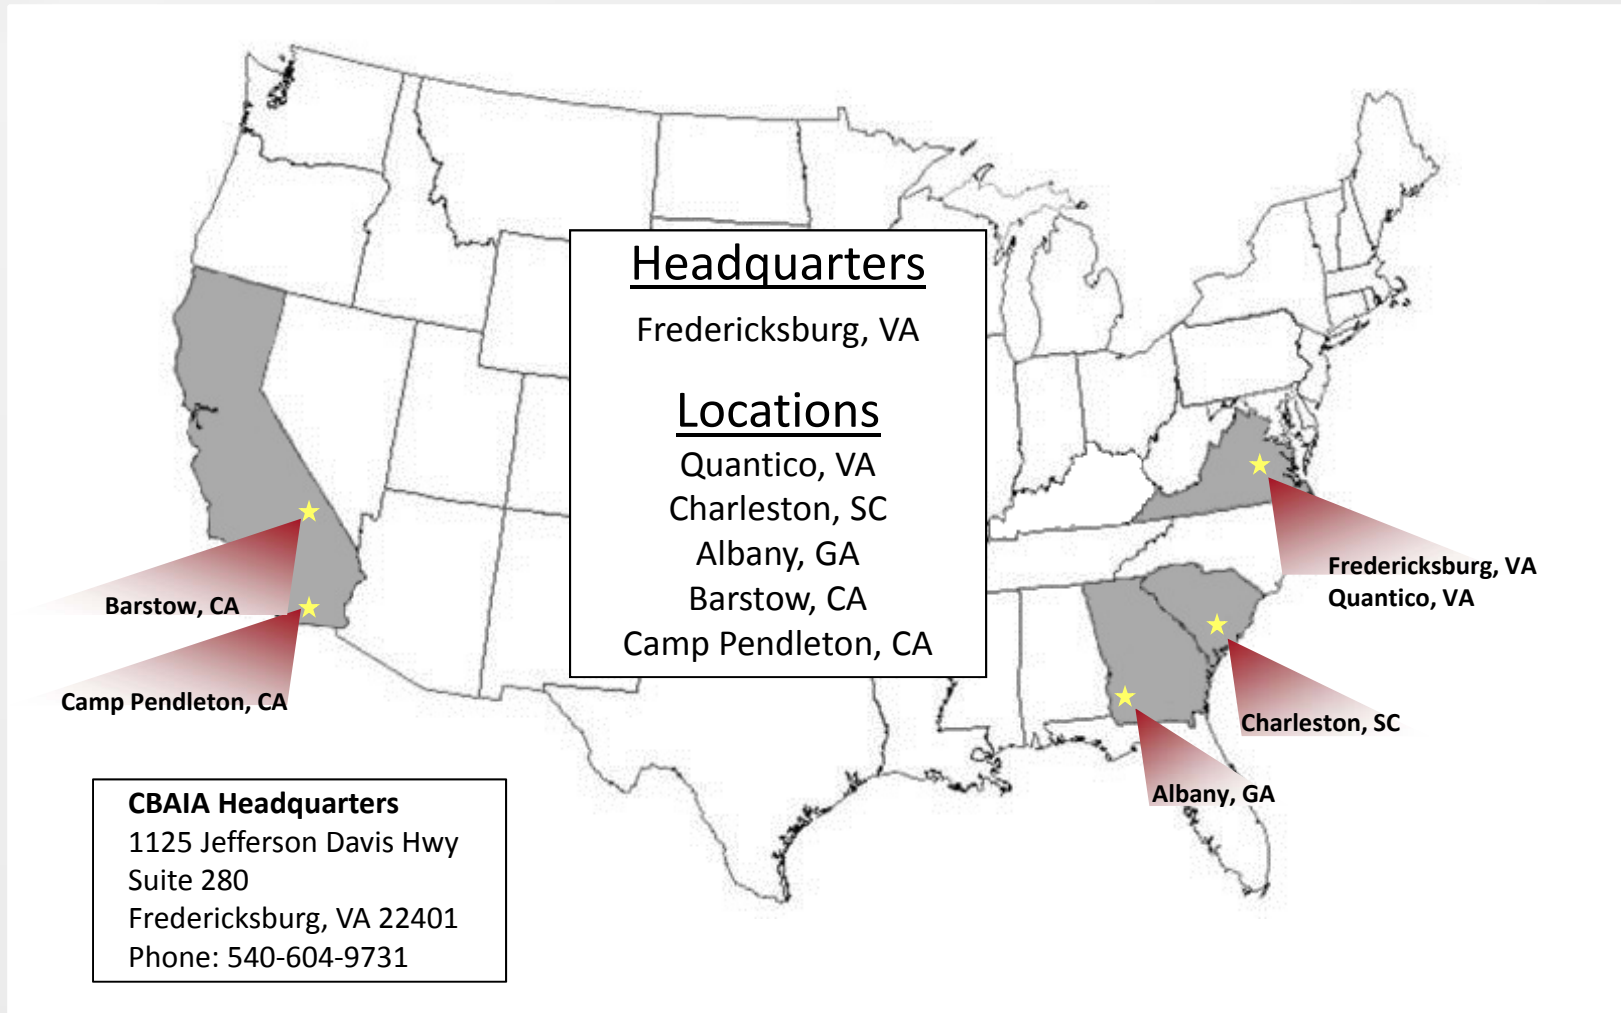 Headquarters
Fredericksburg, VA
Locations
Quantico, VA
Charleston, SC
Albany, GA
Barstow, CA
Camp Pendleton, CA
Barstow, CA
Camp Pendleton, CA
Fredericksburg, VA
Quantico, VA
Charleston, SC
Albany, GA
CBAIA Headquarters
1125 Jefferson Davis Hwy
Suite 280
Fredericksburg, VA 22401
Phone: 540-604-9731